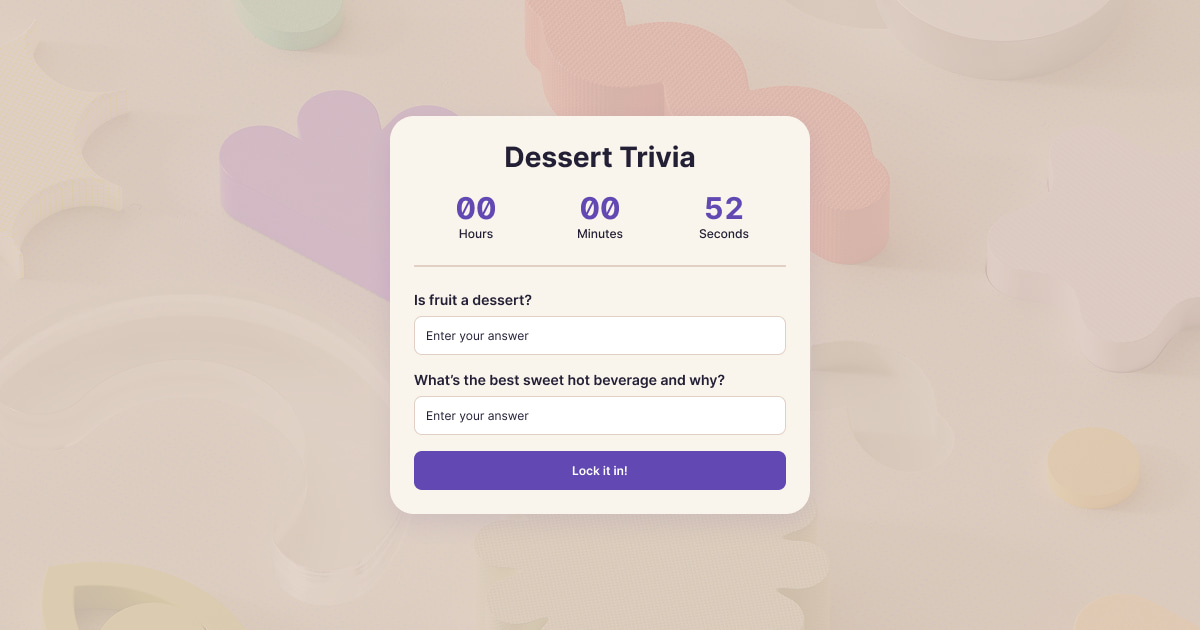 Dessert Trivia
00 00 52
Hours Minutes Seconds
Is fruit a dessert?
Enter your answer
What’s the best sweet hot beverage and why?
Enter your answer
Lock it in!